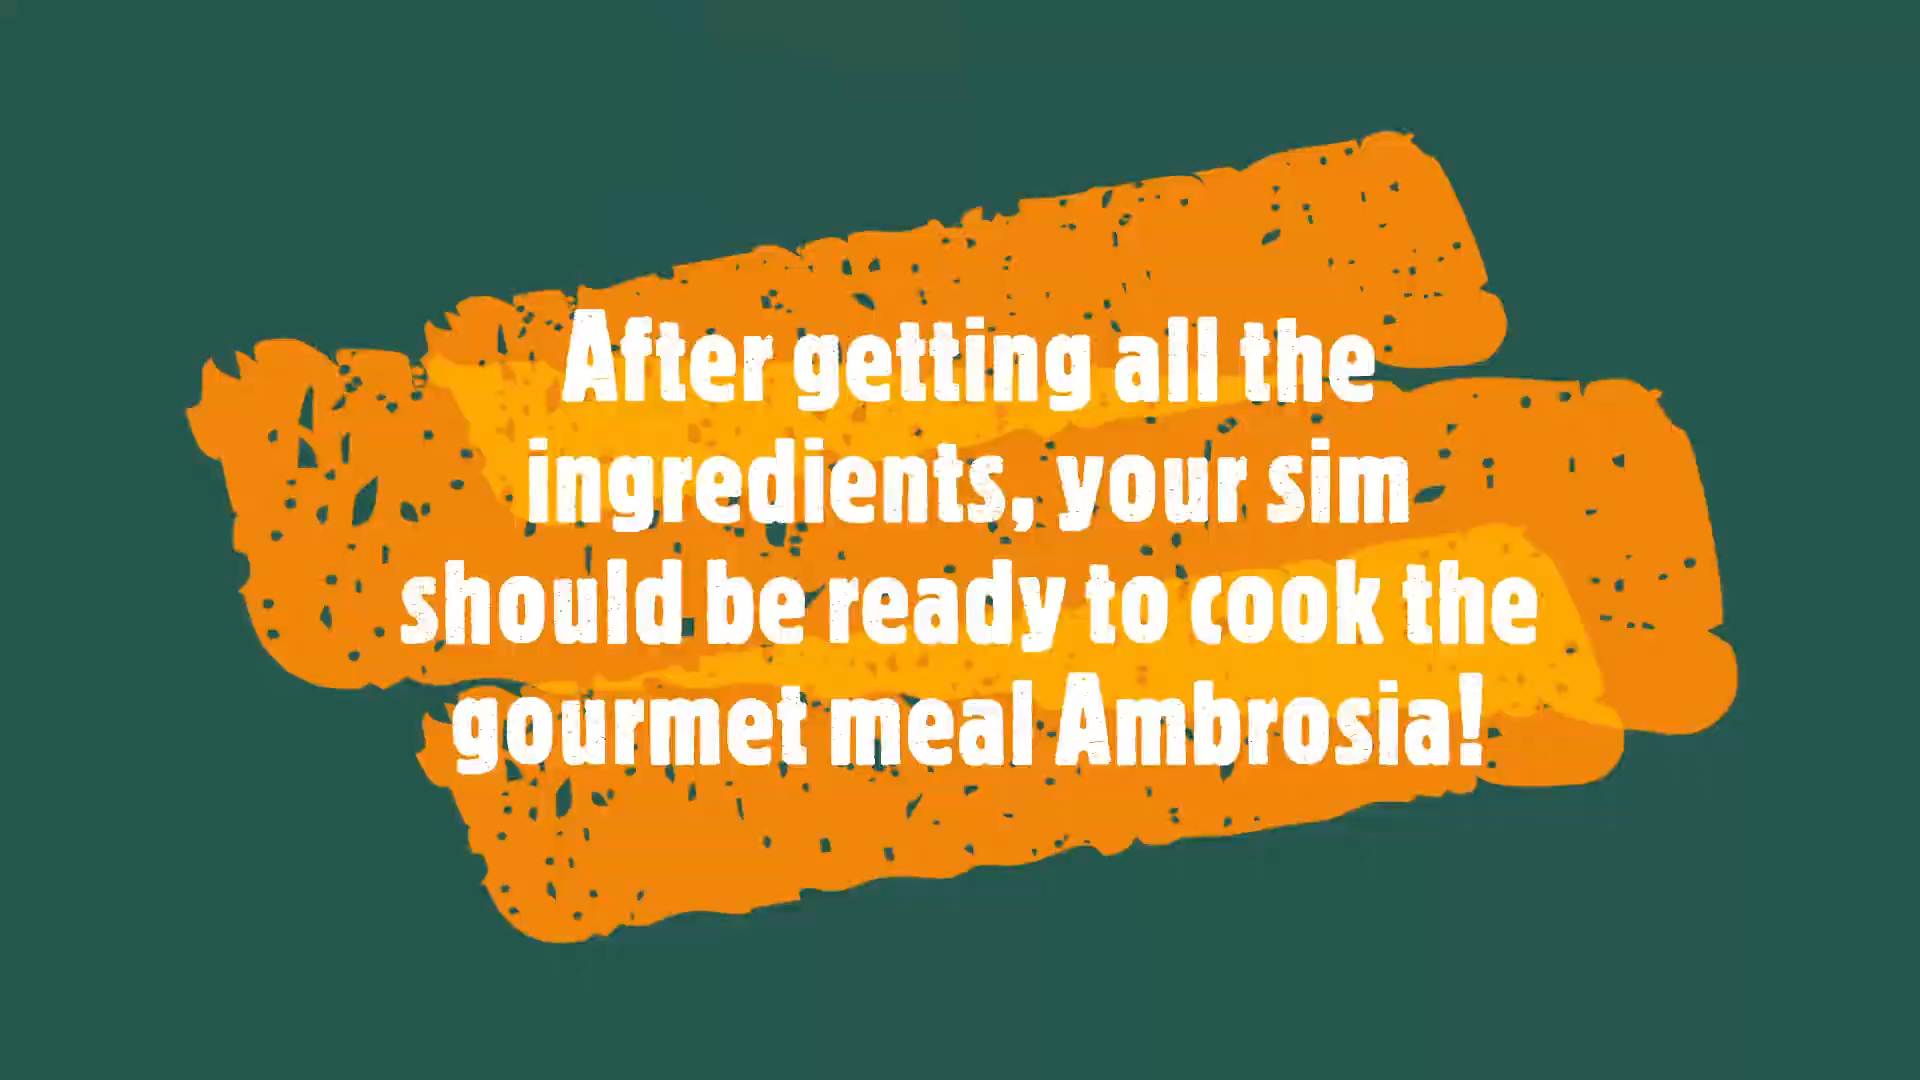 After getting all the
ingredients, your sim
should be ready to cook the
gourmet meal Ambrosia!